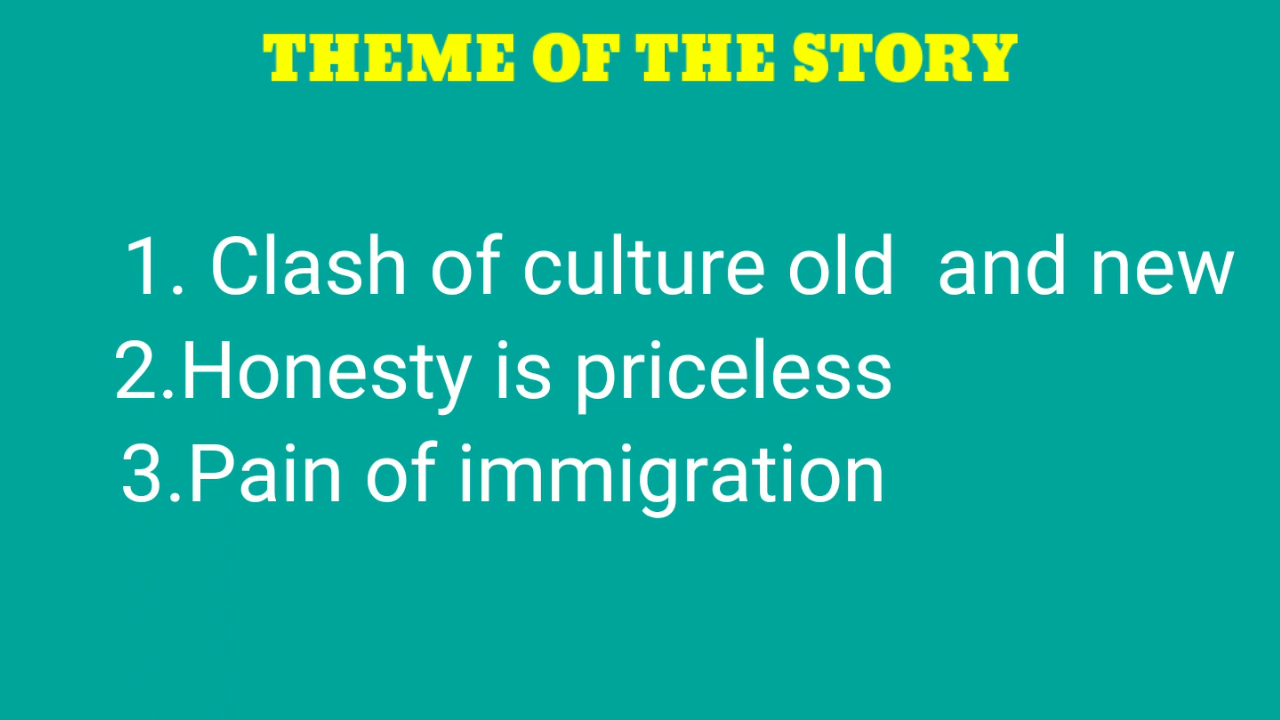 THEME OF THE STORY
1. Clash of culture old  and new
2.Honesty is priceless
3.Pain of immigration